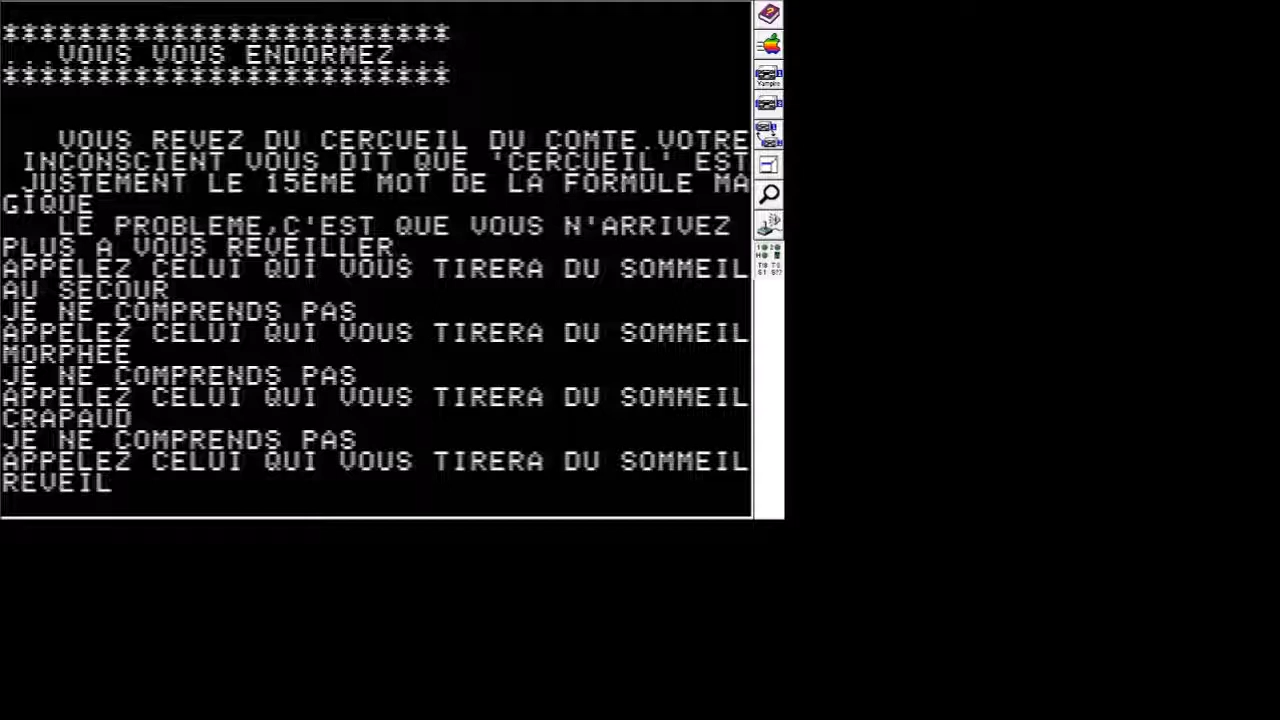 ************************
...VOUS VOUS ENDORMEZ...
************************
VOUS REVEZ DU CERCUEIL DU COMTE.VOTRE
INCONSCIENT VOUS DIT QUE 'CERCUEIL' EST
JUSTEMENT LE 15EME MOT DE LA FORMULE MA
GIQUE
LE PROBLEME,C'EST QUE VOUS N'ARRIVEZ
PLUS A VOUS REVEILLER.
APPELEZ CELUI QUI VOUS TIRERA DU SOMMEIL
AU SECOUR
JE NE COMPRENDS PAS
APPELEZ CELUI QUI VOUS TIRERA DU SOMMEIL
MORPHEE
JE NE COMPRENDS PAS
APPELEZ CELUI QUI VOUS TIRERA DU SOMMEIL
CRAPAUD
JE NE COMPRENDS PAS
APPELEZ CELUI QUI VOUS TIRERA DU SOMMEIL
REVEIL